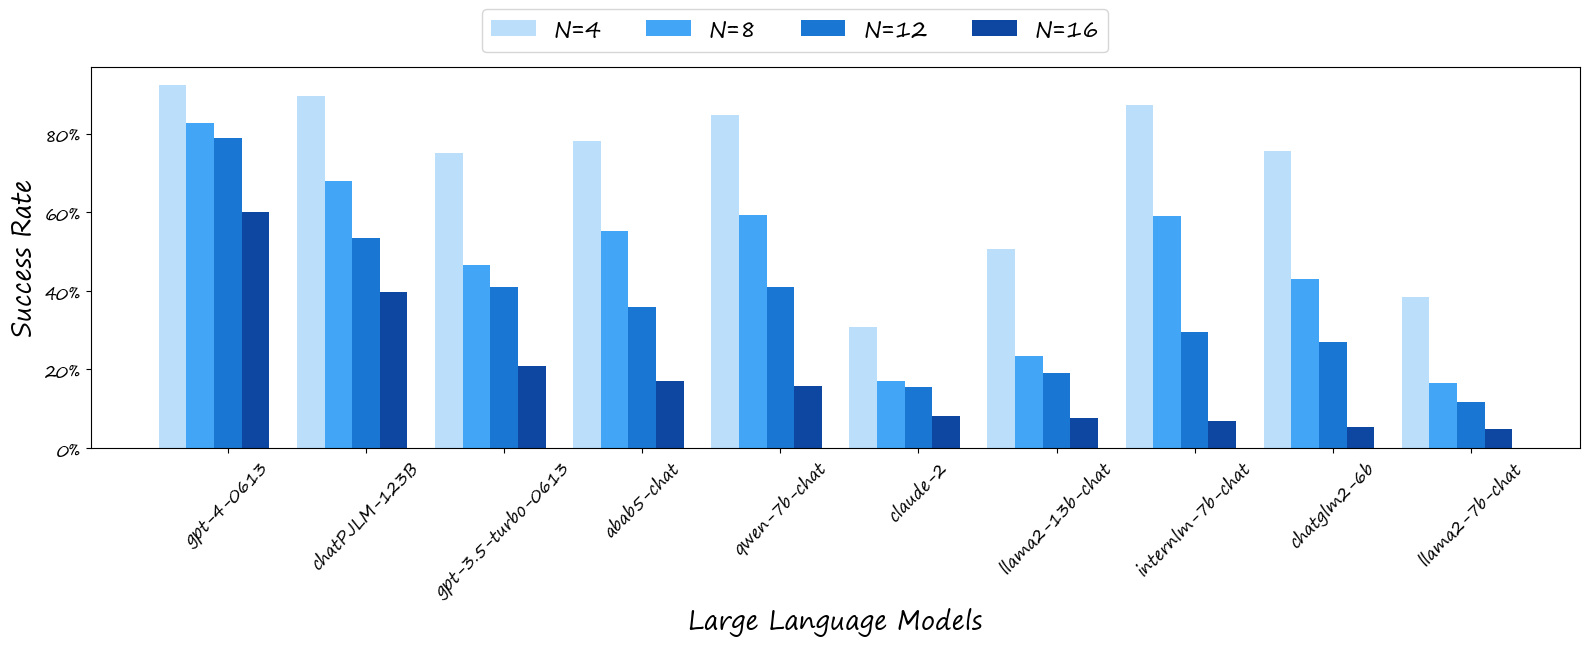 N=4 N=8 N=12 N=16
Success Rate
80%
60%
40%
20%
0%
gpt-4-0613
chatPJLM-123B
gpt-3.5-turbo-0613
abab5-chat
qwen-7b-chat
claude-2
llama2-13b-chat
internlm-7b-chat
chatglm2-6b
llama2-7b-chat
Large Language Models